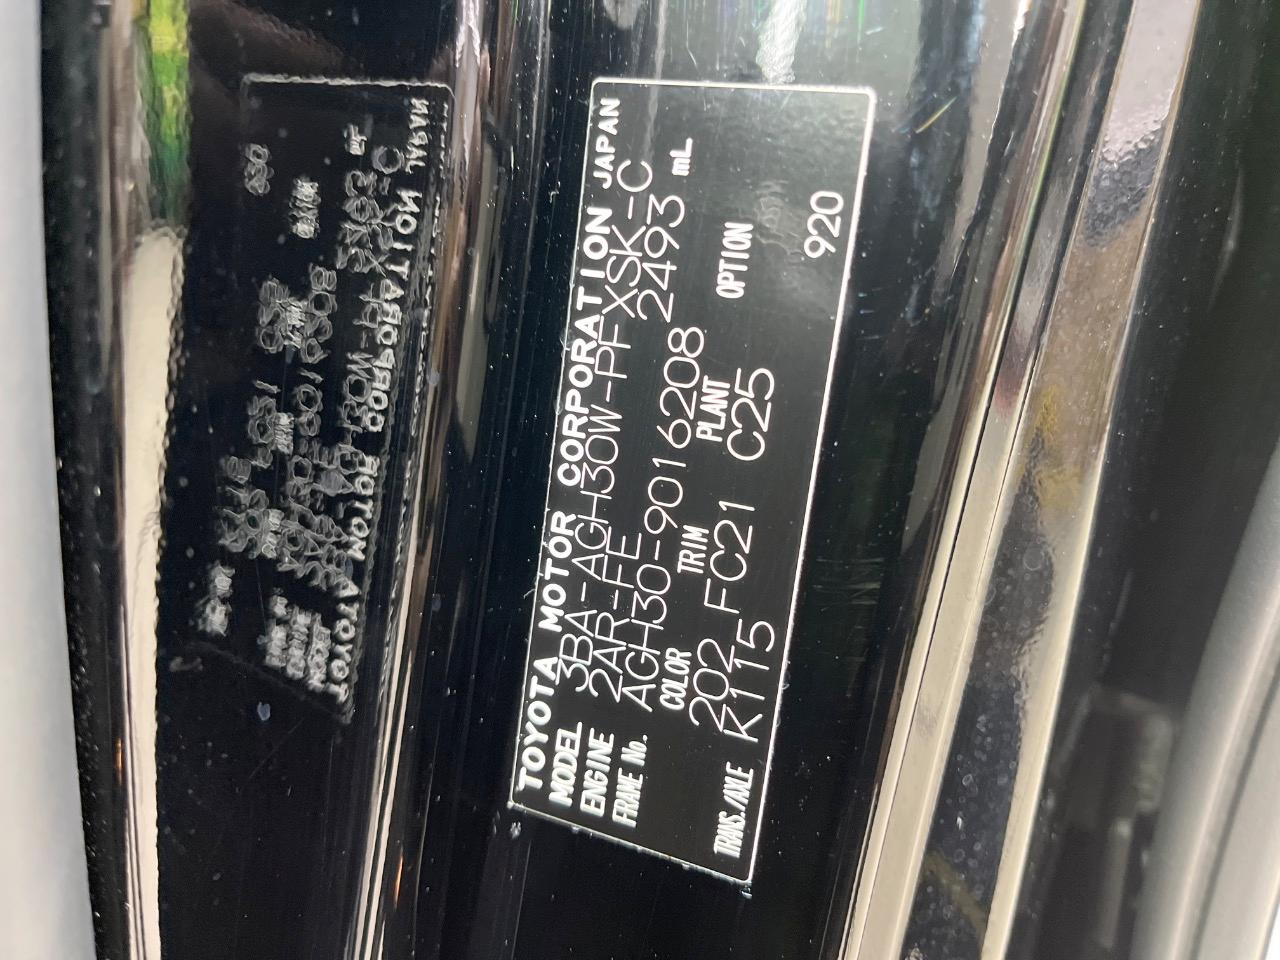 TOYOTA MOTOR CORPORATION JAPAN
MODEL 3BA-AGH30W-PFXSK-C
ENGINE 2AR-FE 2493 mL
FRAME No. AGH30-9016208
COLOR TRIM PLANT OPTION
202 FC21 C25
TRANS./AXLE K115
920